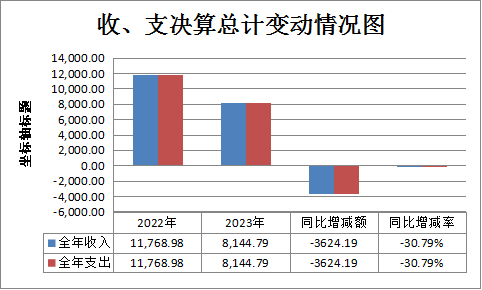 收、支决算总计变动情况图
14,000.00
12,000.00
10,000.00
8,000.00
6,000.00
4,000.00
2,000.00
0.00
-2,000.00
-4,000.00
-6,000.00
坐标轴标题
2022年 2023年 同比增减额 同比增减率
全年收入 11,768.98 8,144.79 -3624.19 -30.79%
全年支出 11,768.98 8,144.79 -3624.19 -30.79%